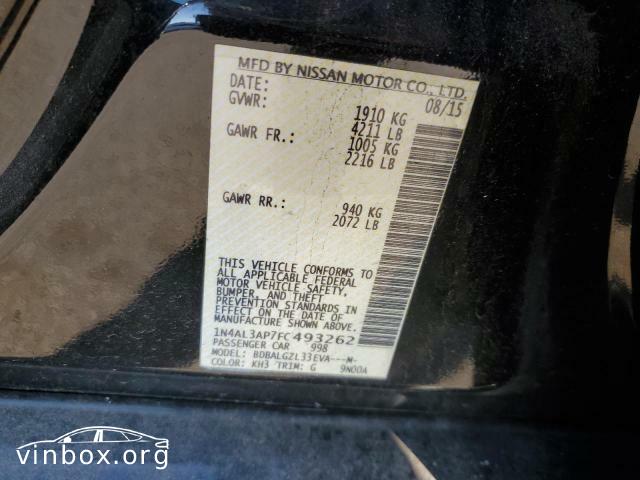 MFD BY NISSAN MOTOR CO., LTD.
DATE: 08/15
GVWR: 1910 KG
4211 LB
GAWR FR.: 1005 KG
2216 LB
GAWR RR.: 940 KG
2072 LB
THIS VEHICLE CONFORMS TO
ALL APPLICABLE FEDERAL
MOTOR VEHICLE SAFETY,
BUMPER, AND THEFT
PREVENTION STANDARDS IN
EFFECT ON THE DATE OF
MANUFACTURE SHOWN ABOVE.
1N4AL3AP7FC493262
PASSENGER CAR 998
MODEL: BDBALGZL33EVA---M-
COLOR: KH3 TRIM: G 9N00A
vinbox.org